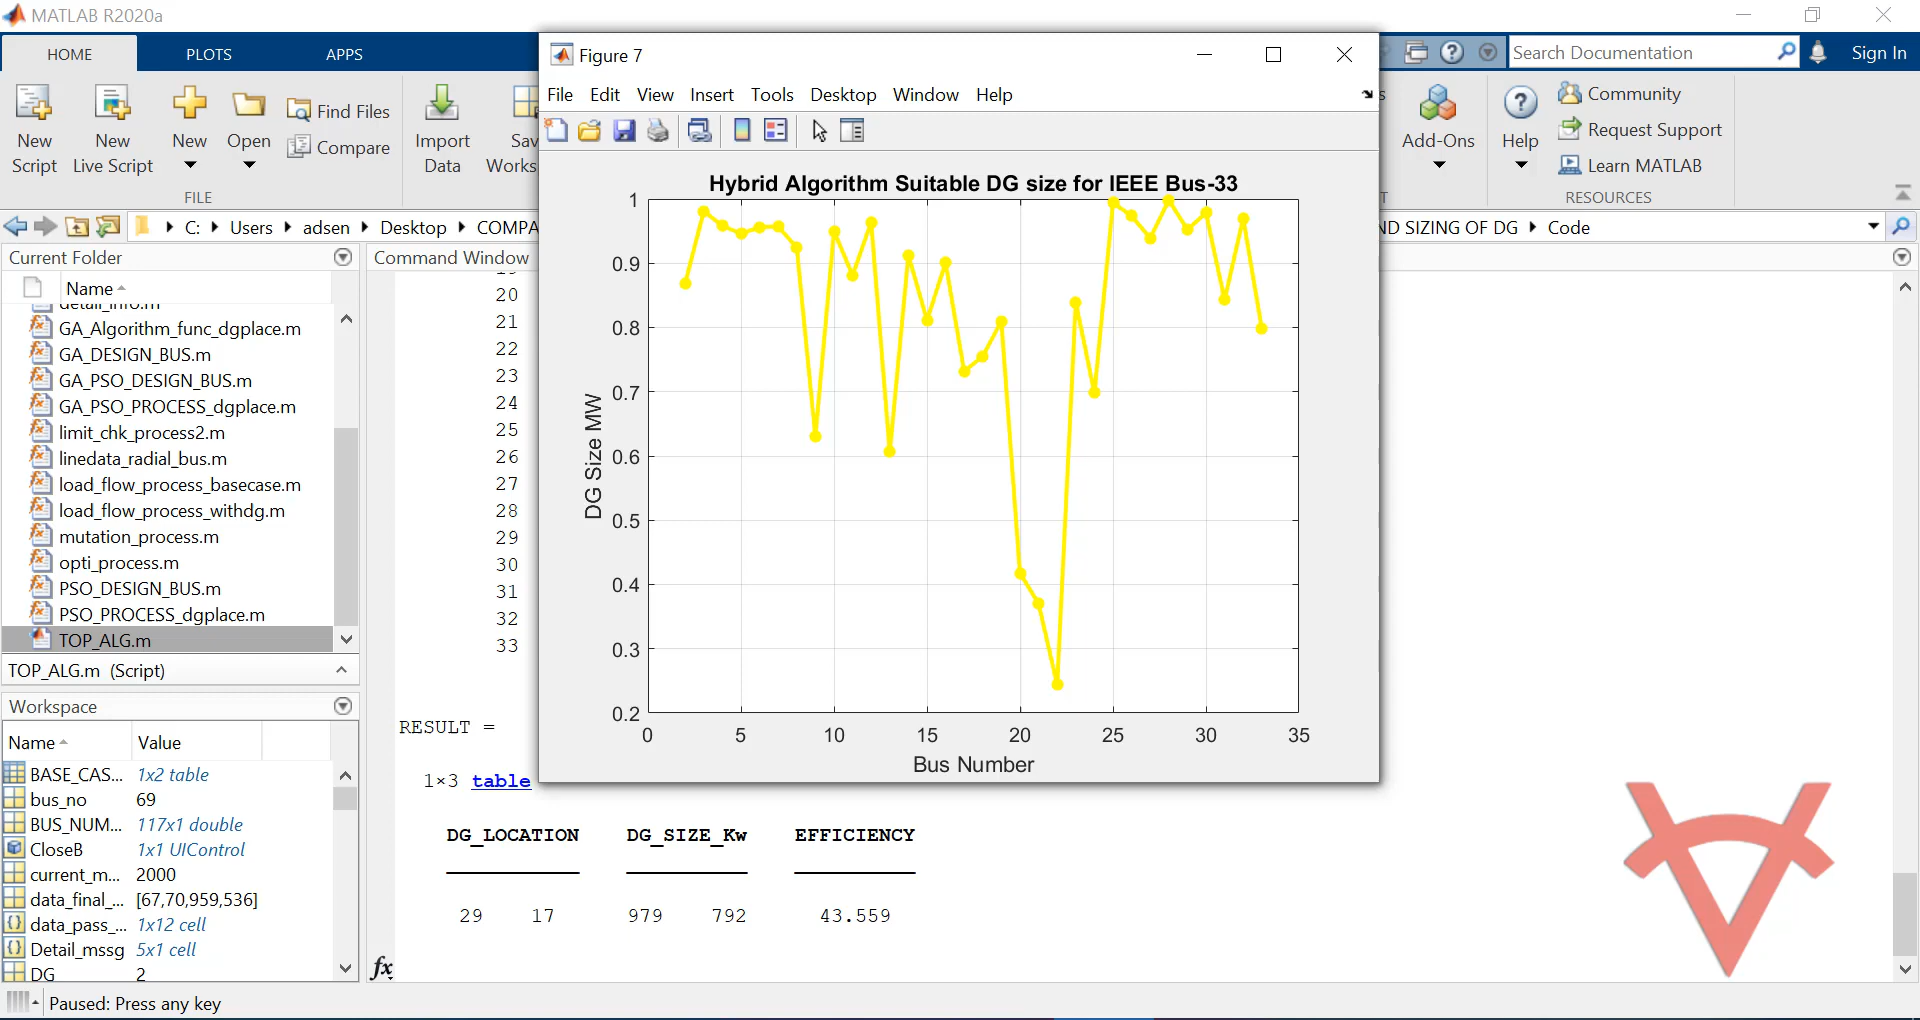 MATLAB R2020a
HOME PLOTS APPS
Search Documentation
Sign In
New Script
New Live Script
New
Open
Find Files
Compare
Import Data
Sav
Works
FILE
Add-Ons
Help
Community
Request Support
Learn MATLAB
RESOURCES
C: Users adsen Desktop COMPA
ND SIZING OF DG Code
Current Folder
Name
GA_Algorithm_func_dgplace.m
GA_DESIGN_BUS.m
GA_PSO_DESIGN_BUS.m
GA_PSO_PROCESS_dgplace.m
limit_chk_process2.m
linedata_radial_bus.m
load_flow_process_basecase.m
load_flow_process_withdg.m
mutation_process.m
opti_process.m
PSO_DESIGN_BUS.m
PSO_PROCESS_dgplace.m
TOP_ALG.m
TOP_ALG.m (Script)
Workspace
Name Value
BASE_CAS... 1x2 table
bus_no 69
BUS_NUM... 117x1 double
CloseB 1x1 UIControl
current_m... 2000
data_final_... [67,70,959,536]
data_pass_... 1x12 cell
Detail_mssg 5x1 cell
DG 2
Paused: Press any key
Command Window
20
21
22
23
24
25
26
27
28
29
30
31
32
33
RESULT =
1×3 table
DG_LOCATION DG_SIZE_Kw EFFICIENCY
29 17 979 792 43.559
fx
Figure 7
File Edit View Insert Tools Desktop Window Help
Hybrid Algorithm Suitable DG size for IEEE Bus-33
1
0.9
0.8
0.7
0.6
0.5
0.4
0.3
0.2
DG Size MW
0 5 10 15 20 25 30 35
Bus Number